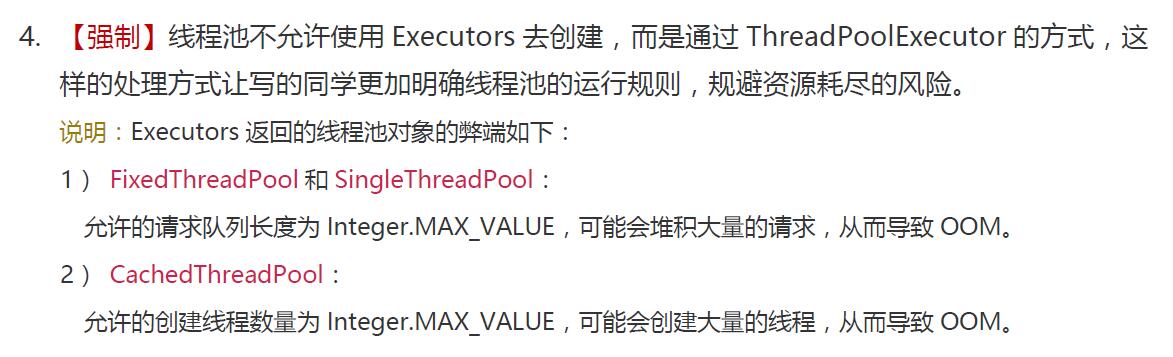 4. 【强制】线程池不允许使用 Executors 去创建，而是通过 ThreadPoolExecutor 的方式，这
样的处理方式让写的同学更加明确线程池的运行规则，规避资源耗尽的风险。
说明：Executors 返回的线程池对象的弊端如下：
1） FixedThreadPool 和 SingleThreadPool：
允许的请求队列长度为 Integer.MAX_VALUE，可能会堆积大量的请求，从而导致 OOM。
2） CachedThreadPool：
允许的创建线程数量为 Integer.MAX_VALUE，可能会创建大量的线程，从而导致 OOM。